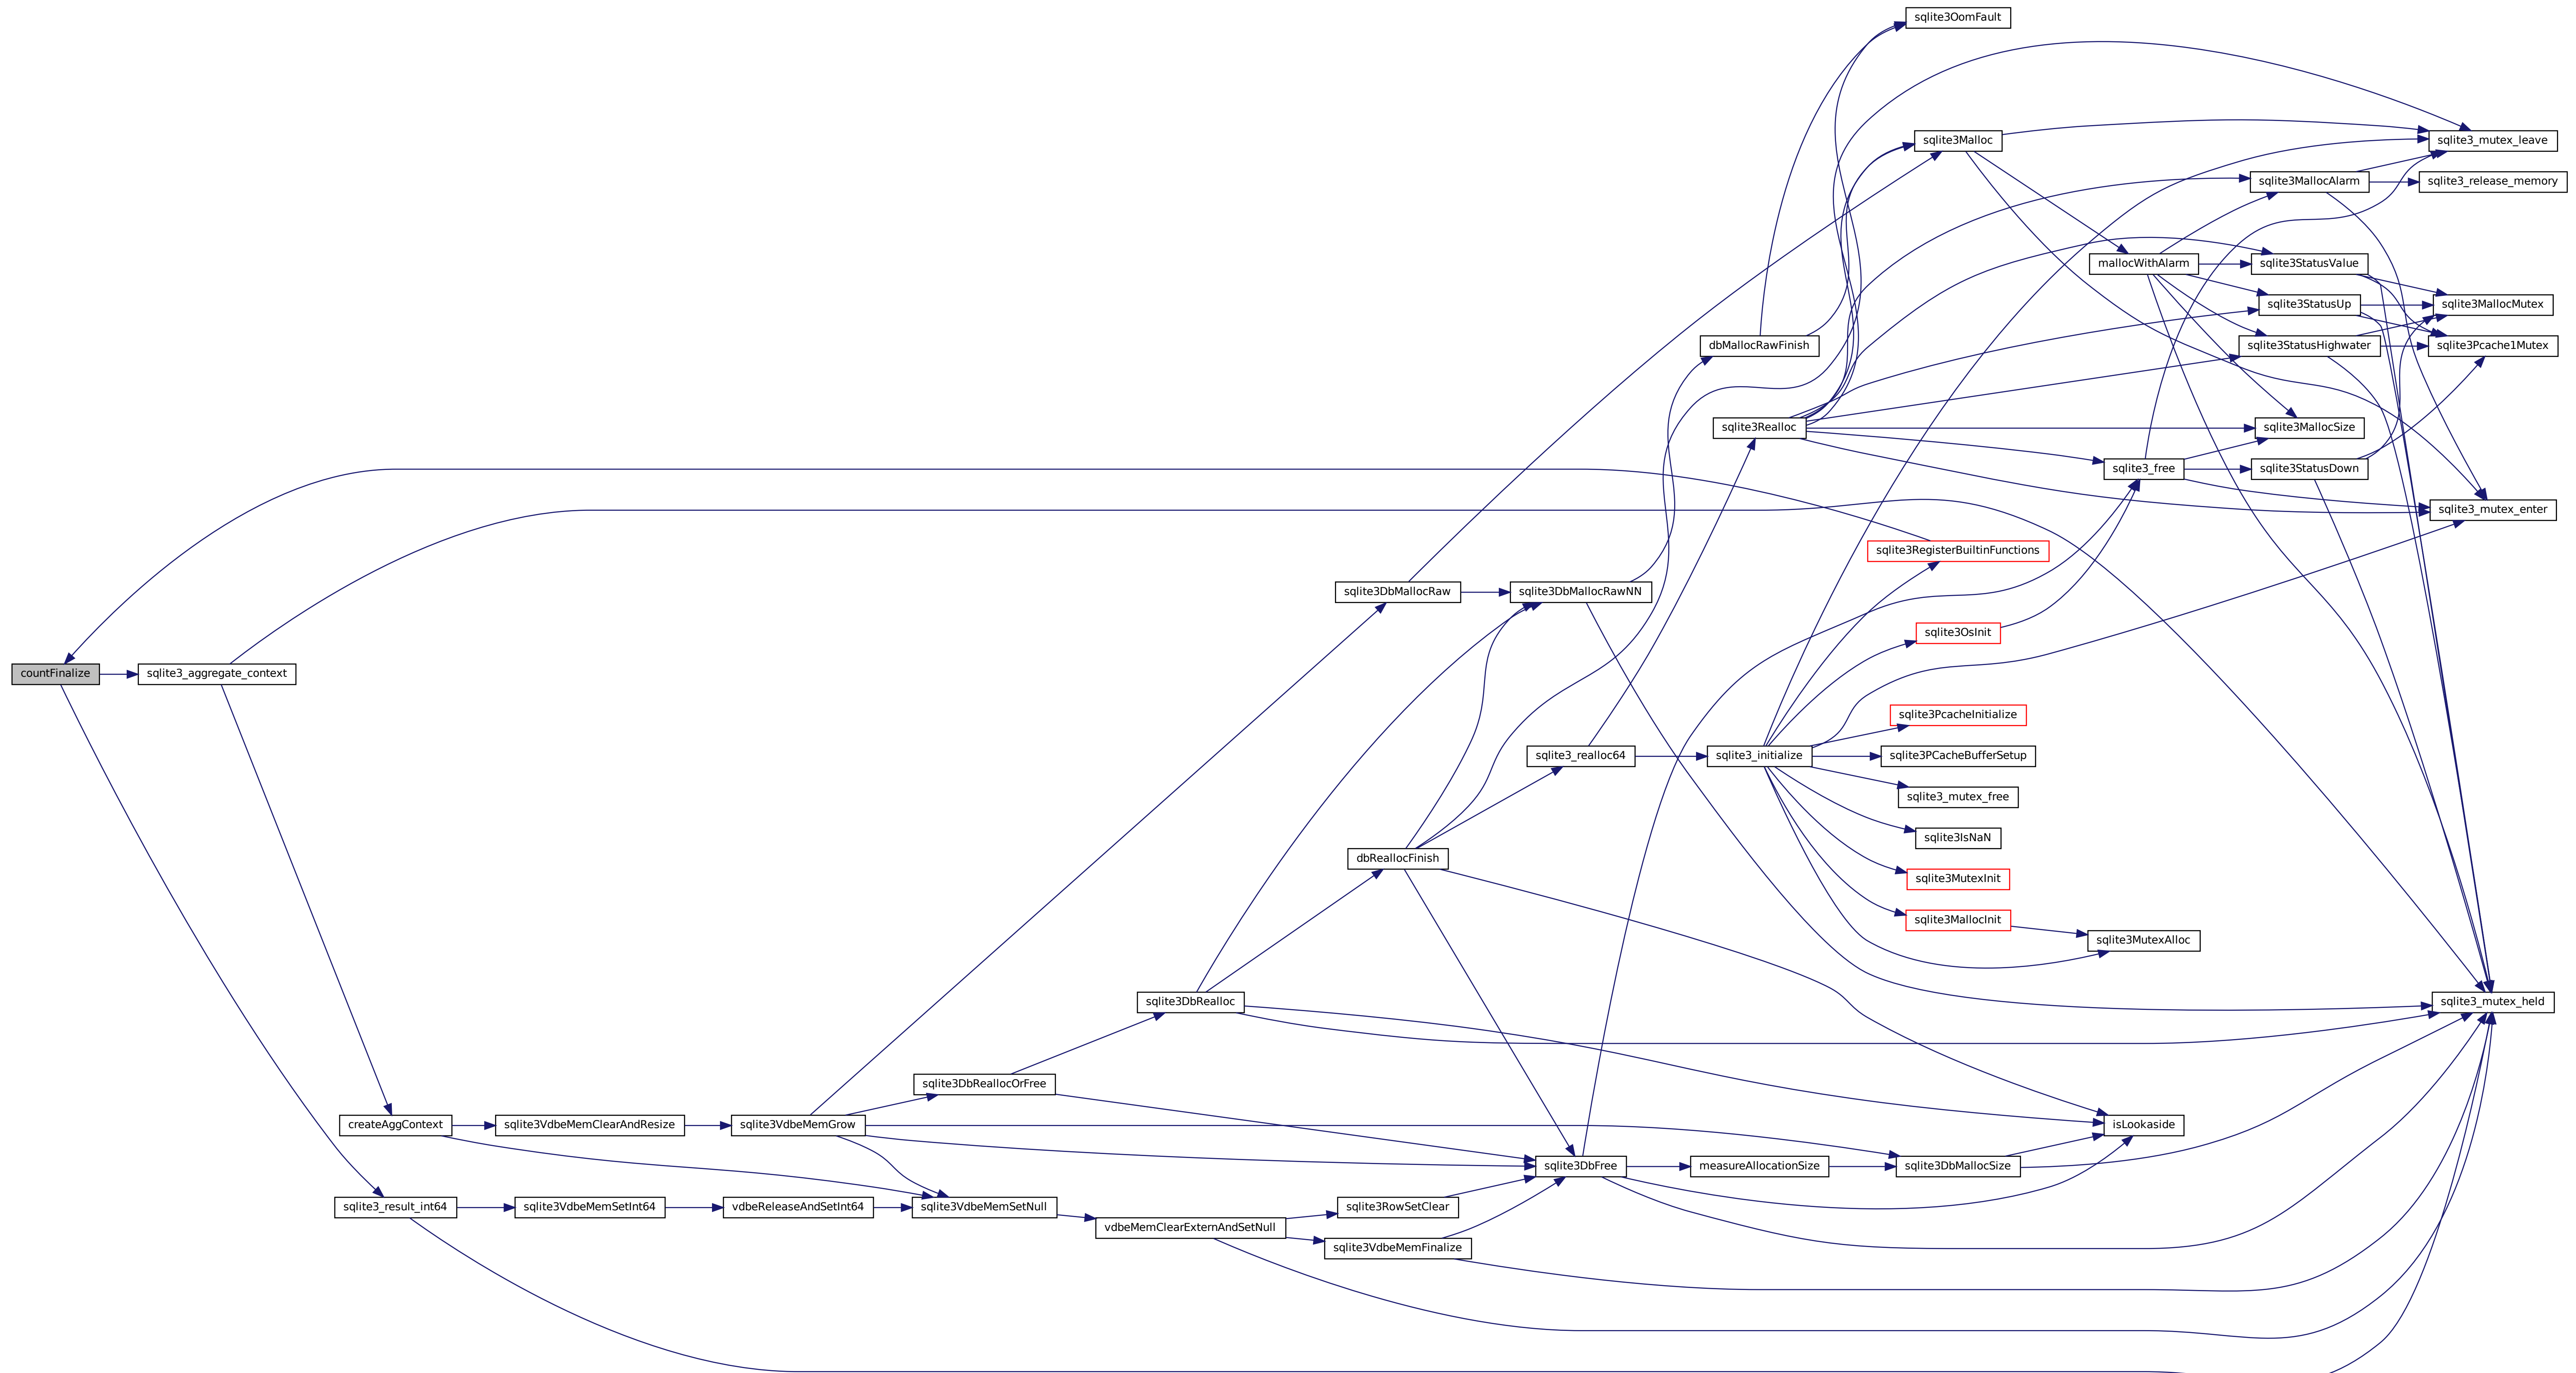 sqlite3OomFault
sqlite3Malloc
sqlite3_mutex_leave
sqlite3MallocAlarm
sqlite3_release_memory
mallocWithAlarm
sqlite3StatusValue
sqlite3StatusUp
sqlite3MallocMutex
dbMallocRawFinish
sqlite3StatusHighwater
sqlite3Pcache1Mutex
sqlite3Realloc
sqlite3MallocSize
sqlite3_free
sqlite3StatusDown
sqlite3_mutex_enter
sqlite3RegisterBuiltinFunctions
sqlite3DbMallocRaw
sqlite3DbMallocRawNN
sqlite3OsInit
countFinalize
sqlite3_aggregate_context
sqlite3PcacheInitialize
sqlite3_realloc64
sqlite3_initialize
sqlite3PCacheBufferSetup
sqlite3_mutex_free
sqlite3IsNaN
dbReallocFinish
sqlite3MutexInit
sqlite3MallocInit
sqlite3MutexAlloc
sqlite3DbRealloc
sqlite3_mutex_held
sqlite3DbReallocOrFree
createAggContext
sqlite3VdbeMemClearAndResize
sqlite3VdbeMemGrow
isLookaside
sqlite3DbFree
measureAllocationSize
sqlite3DbMallocSize
sqlite3_result_int64
sqlite3VdbeMemSetInt64
vdbeReleaseAndSetInt64
sqlite3VdbeMemSetNull
sqlite3RowSetClear
vdbeMemClearExternAndSetNull
sqlite3VdbeMemFinalize